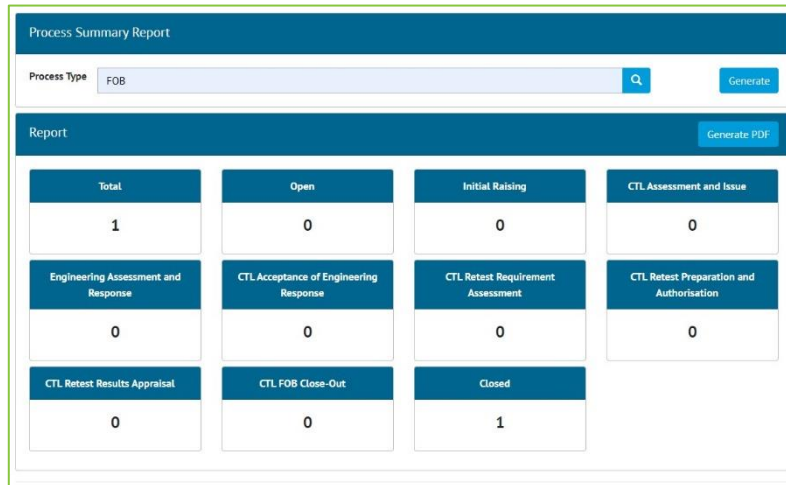 Process Summary Report
Process Type
FOB
Generate
Report
Generate PDF
Total
Open
Initial Raising
CTL Assessment and Issue
1
0
0
0
Engineering Assessment and
Response
CTL Acceptance of Engineering
Response
CTL Retest Requirement
Assessment
CTL Retest Preparation and
Authorisation
0
0
0
0
CTL Retest Results Appraisal
CTL FOB Close-Out
Closed
0
0
1